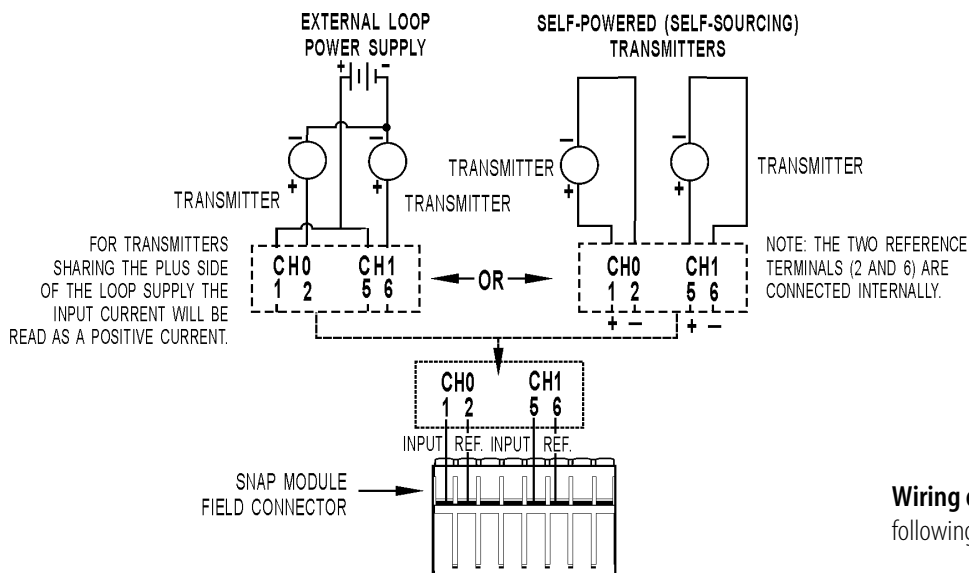 EXTERNAL LOOP
POWER SUPPLY
+ -
- -
+ +
TRANSMITTER
TRANSMITTER
FOR TRANSMITTERS
SHARING THE PLUS SIDE
OF THE LOOP SUPPLY THE
INPUT CURRENT WILL BE
READ AS A POSITIVE CURRENT.
CH0 CH1
1 2 5 6
OR
SELF-POWERED (SELF-SOURCING)
TRANSMITTERS
- -
+ +
TRANSMITTER
TRANSMITTER
CH0 CH1
1 2 5 6
+ - + -
NOTE: THE TWO REFERENCE
TERMINALS (2 AND 6) ARE
CONNECTED INTERNALLY.
CH0 CH1
1 2 5 6
INPUT REF. INPUT REF.
SNAP MODULE
FIELD CONNECTOR
Wiring
following